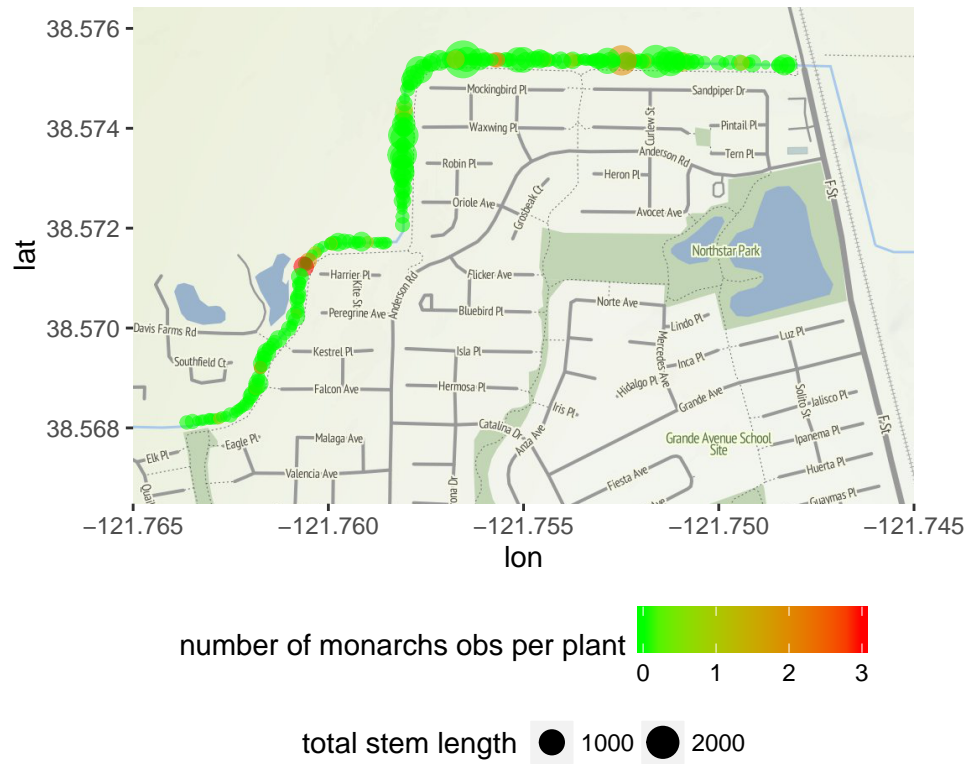 38.576
38.574
38.572
38.570
38.568
lat
Mockingbird Pl
Sandpiper Dr
Waxwing Pl
Curlew St
Pintail Pl
Robin Pl
Anderson Rd
Tern Pl
Heron Pl
F St
Oriole Ave
Grosbeak Ct
Avocet Ave
Northstar Park
Harrier Pl
Kite St
Anderson Rd
Flicker Ave
Peregrine Ave
Bluebird Pl
Norte Ave
Lindo Pl
Luz Pl
Davis Farms Rd
Mercedes Ave
Southfield Ct
Kestrel Pl
Isla Pl
Inca Pl
Falcon Ave
Hermosa Pl
Hidalgo Pl
Grande Ave
Solito St
Jalisco Pl
Iris Pl
F St
Catalina Dr
Anza Ave
Eagle Pl
Malaga Ave
Grande Avenue School
Site
Ipanema Pl
Elk Pl
Valencia Ave
Fiesta Ave
Huerta Pl
Quai
ona Dr
Ave
Guaymas Pl
−121.765
−121.760
−121.755
−121.750
−121.745
lon
number of monarchs obs per plant
0
1
2
3
total stem length
1000
2000